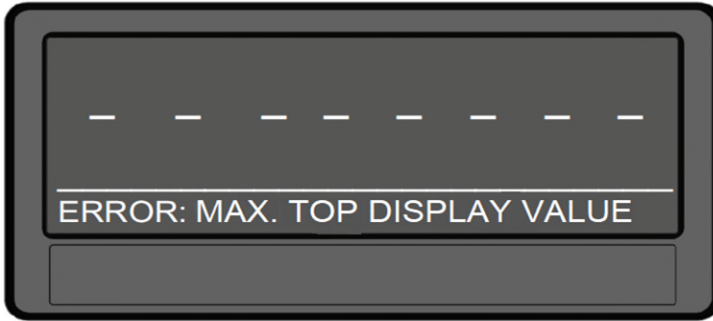 – – – – – – – –
ERROR: MAX. TOP DISPLAY VALUE